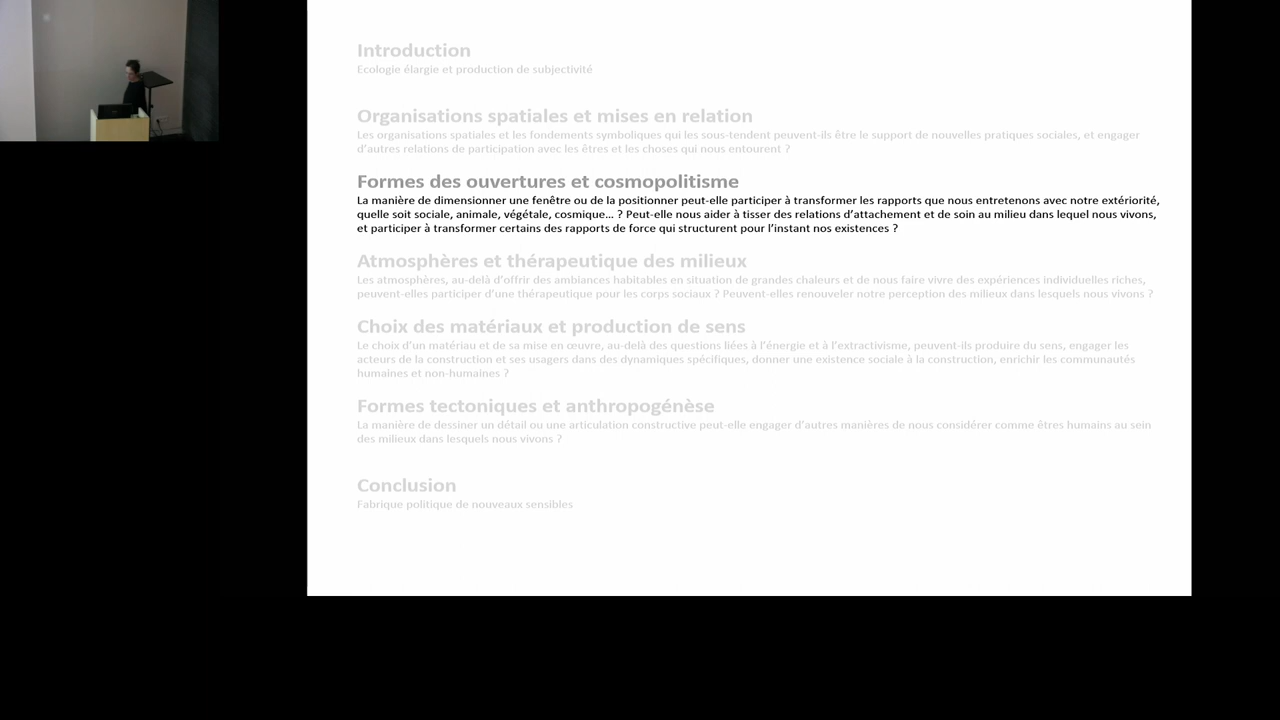 Introduction
Ecologie élargie et production de subjectivité
Organisations spatiales et mises en relation
Les organisations spatiales et les fondements symboliques qui les sous-tendent peuvent-ils être le support de nouvelles pratiques sociales, et engager
d'autres relations de participation avec les êtres et les choses qui nous entourent ?
Formes des ouvertures et cosmopolitisme
La manière de dimensionner une fenêtre ou de la positionner peut-elle participer à transformer les rapports que nous entretenons avec notre extériorité,
quelle soit sociale, animale, végétale, cosmique... ? Peut-elle nous aider à tisser des relations d'attachement et de soin au milieu dans lequel nous vivons,
et participer à transformer certains des rapports de force qui structurent pour l'instant nos existences ?
Atmosphères et thérapeutique des milieux
Les atmosphères, au-delà d'offrir des ambiances habitables en situation de grandes chaleurs et de nous faire vivre des expériences individuelles riches,
peuvent-elles participer d'une thérapeutique pour les corps sociaux ? Peuvent-elles renouveler notre perception des milieux dans lesquels nous vivons ?
Choix des matériaux et production de sens
Le choix d'un matériau et de sa mise en œuvre, au-delà des questions liées à l'énergie et à l'extractivisme, peuvent-ils produire du sens, engager les
acteurs de la construction et ses usagers dans des dynamiques spécifiques, donner une existence sociale à la construction, enrichir les communautés
humaines et non-humaines ?
Formes tectoniques et anthropogénèse
La manière de dessiner un détail ou une articulation constructive peut-elle engager d'autres manières de nous considérer comme êtres humains au sein
des milieux dans lesquels nous vivons ?
Conclusion
Fabrique politique de nouveaux sensibles